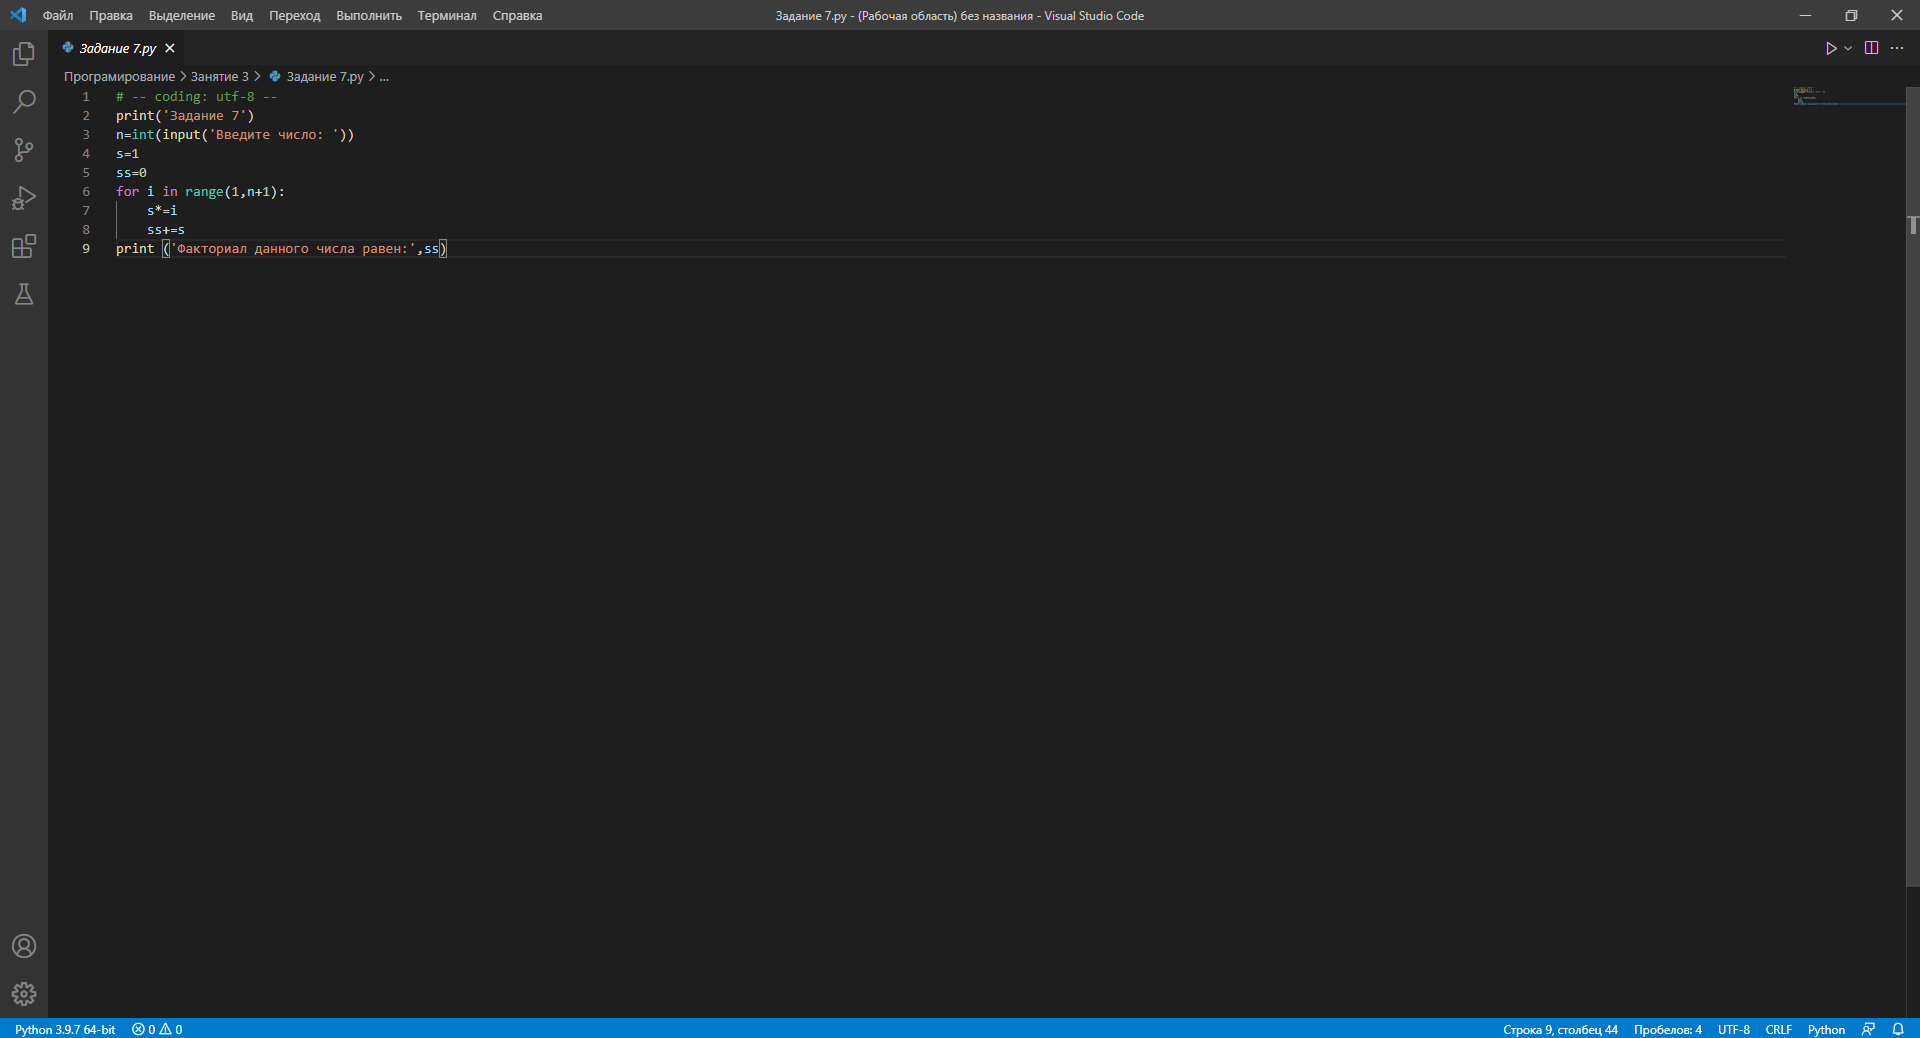 Файл Правка Выделение Вид Переход Выполнить Терминал Справка
Задание 7.py - (Рабочая область) без названия - Visual Studio Code
Задание 7.py
Програмирование > Занятие 3 > Задание 7.py > ...
1 # -- coding: utf-8 --
2 print('Задание 7')
3 n=int(input('Введите число: '))
4 s=1
5 ss=0
6 for i in range(1,n+1):
7     s*=i
8     ss+=s
9 print ('Факториал данного числа равен:',ss)
Python 3.9.7 64-bit 0 0 Строка 9, столбец 44 Пробелов: 4 UTF-8 CRLF Python